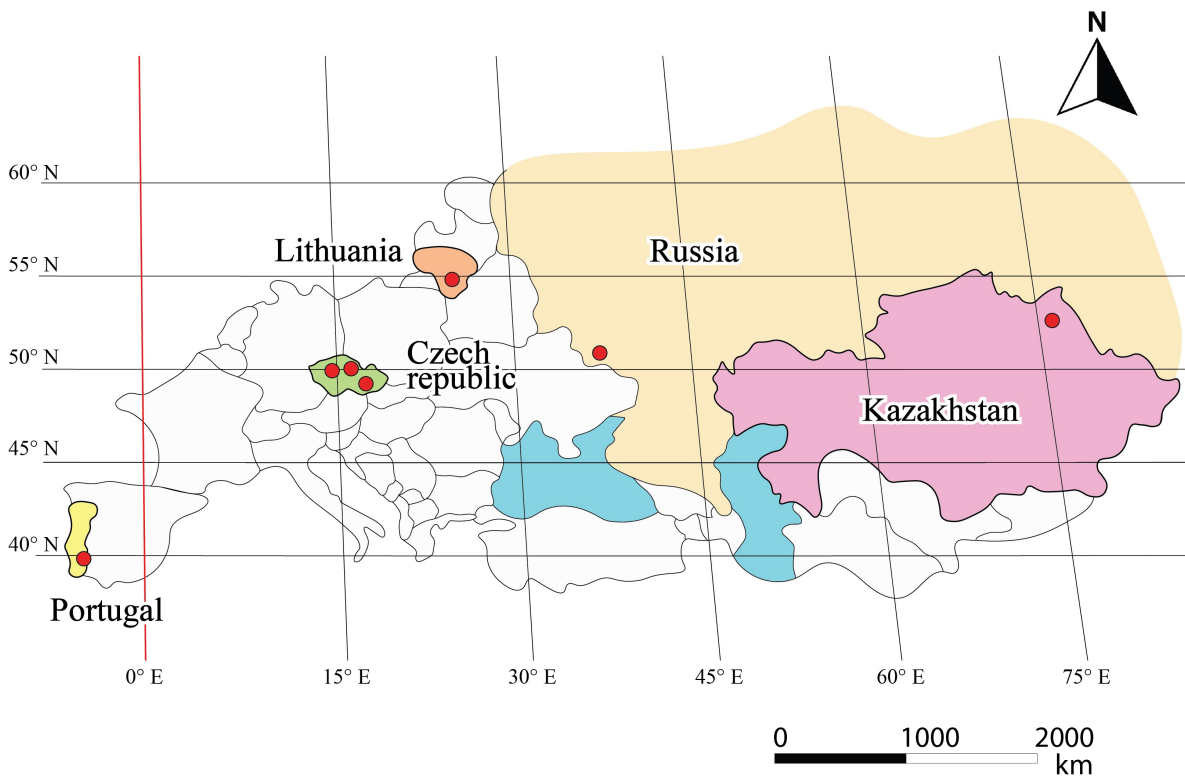 N
60° N
Lithuania
Russia
55° N
50° N
Czech
republic
Kazakhstan
45° N
40° N
Portugal
0° E
15° E
30° E
45° E
60° E
75° E
0
1000
2000
km